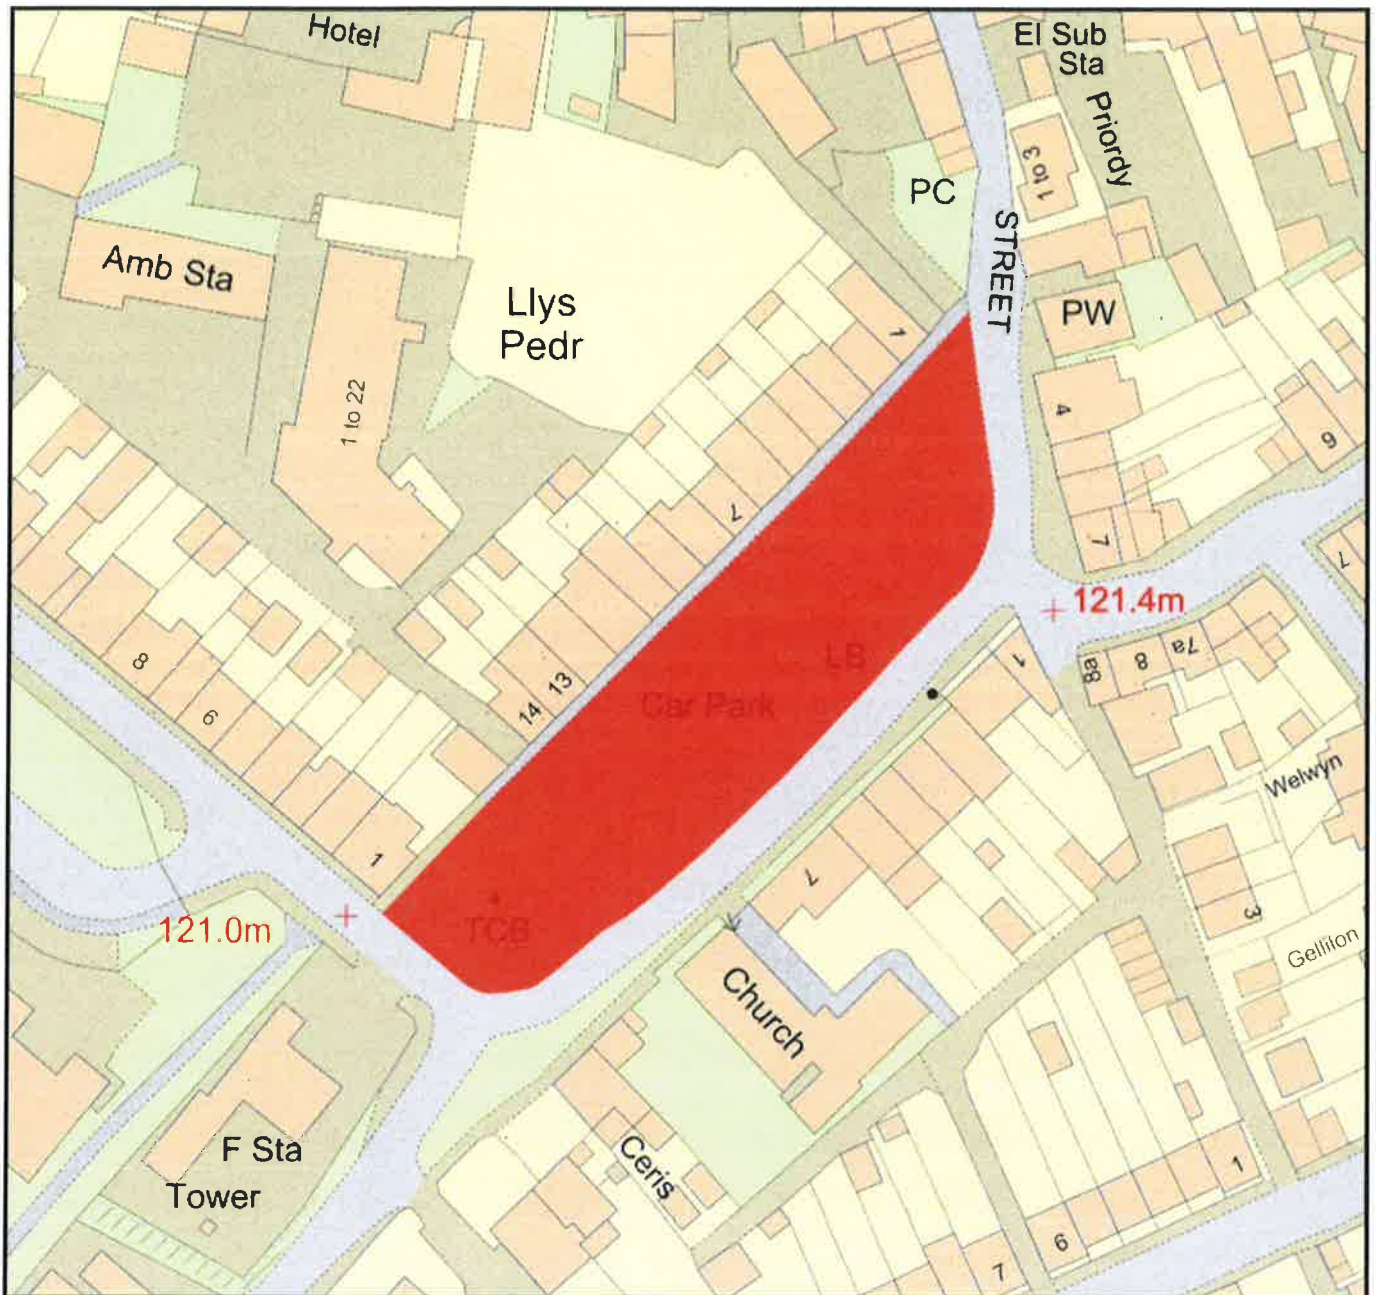 Hotel
El Sub
Sta
Priordy
1 to 3
PC
STREET
Amb Sta
Llys
Pedr
PW
1
1 to 22
4
6
7
7
7
121.4m
LB
Car Park
8
6
13
14
1
8a
8
7a
Welwyn
1
7
121.0m
TCB
3
Gellilon
Church
F Sta
Tower
Ceris
1
6
7